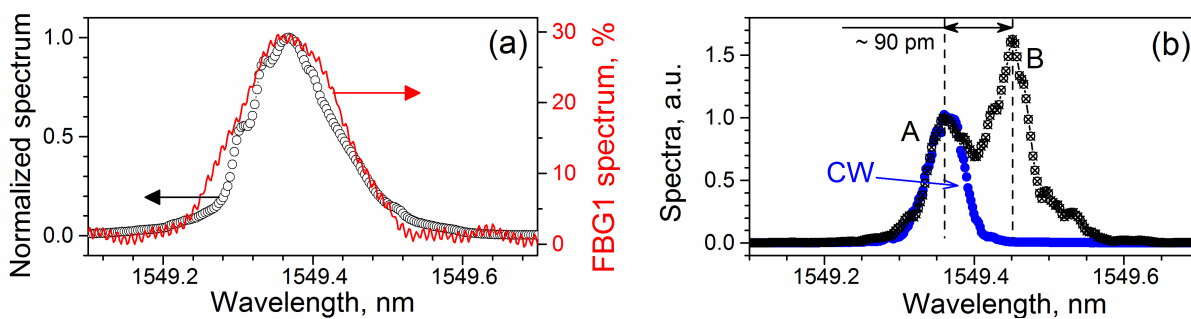 (a)
Normalized spectrum
1.0
0.5
0.0
30
20
10
0
FBG1 spectrum, %
1549.2
1549.4
1549.6
Wavelength, nm
(b)
~ 90 pm
Spectra, a.u.
1.5
1.0
0.5
0.0
A
B
CW
1549.2
1549.4
1549.6
Wavelength, nm